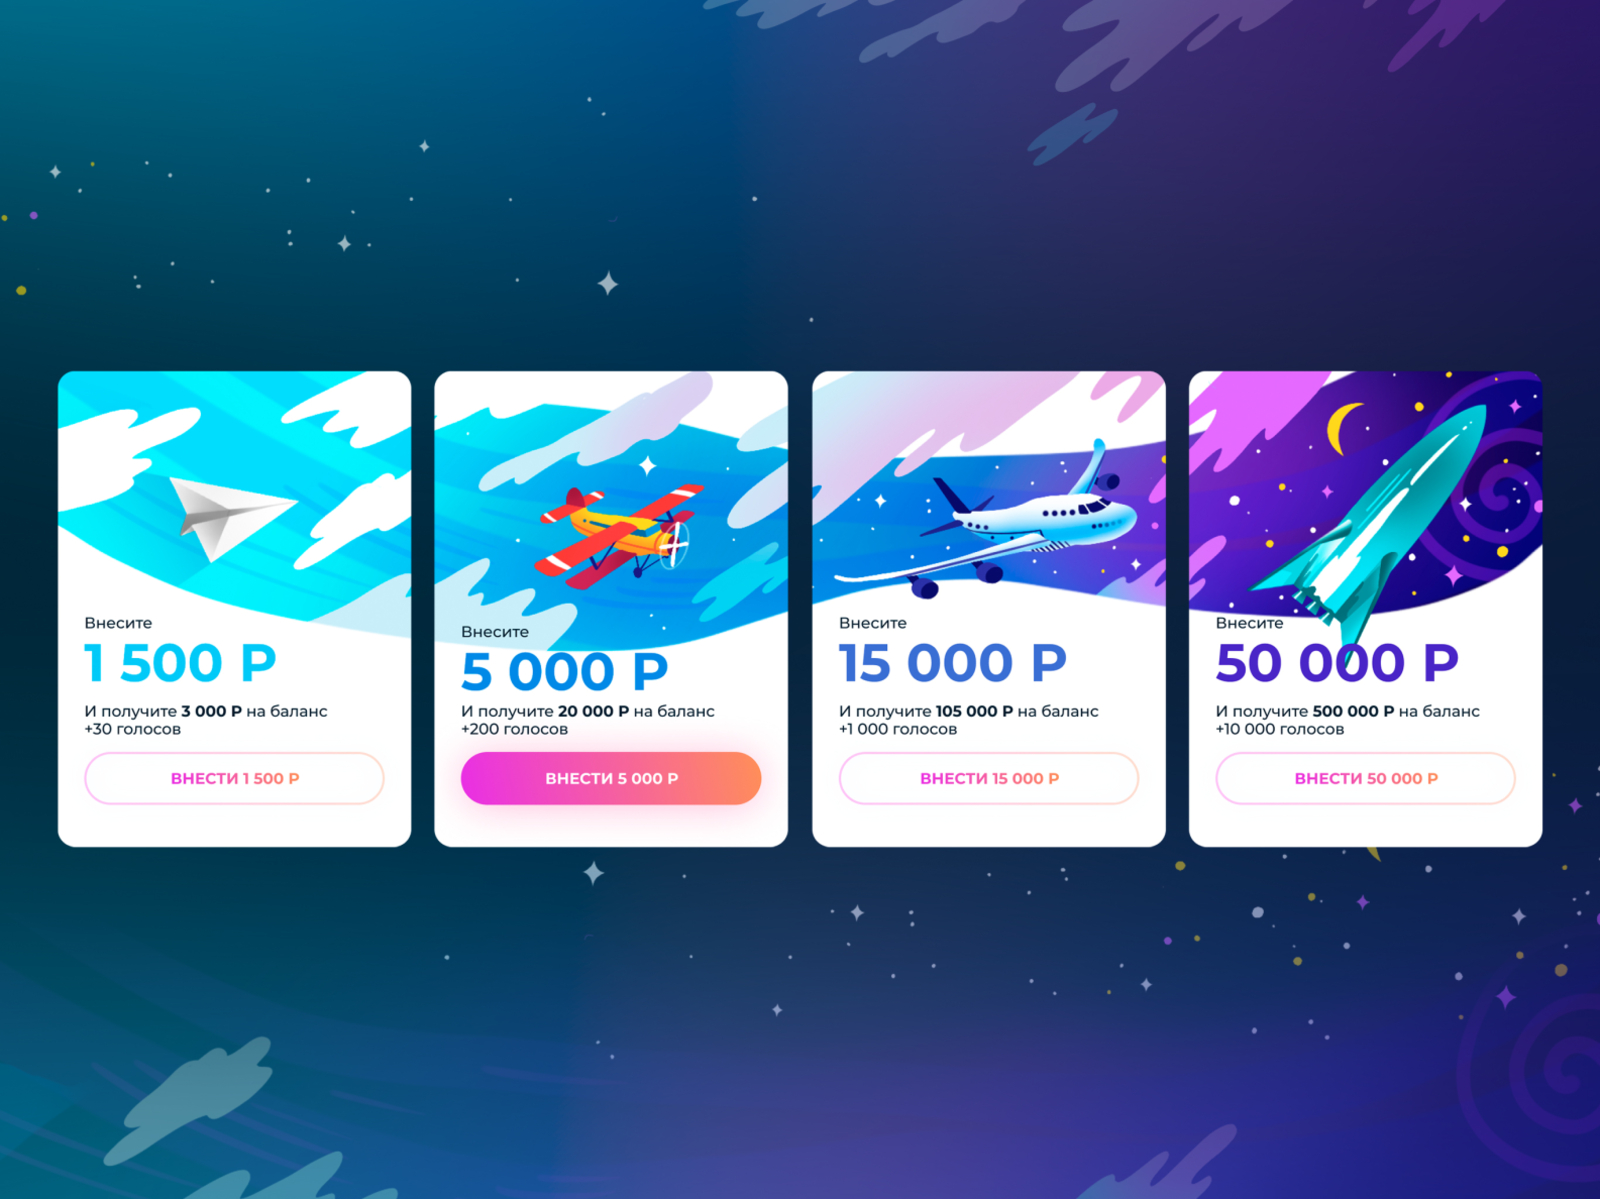 Внесите
1 500 Р
И получите 3 000 Р на баланс
+30 голосов
ВНЕСТИ 1 500 Р
Внесите
5 000 Р
И получите 20 000 Р на баланс
+200 голосов
ВНЕСТИ 5 000 Р
Внесите
15 000 Р
И получите 105 000 Р на баланс
+1 000 голосов
ВНЕСТИ 15 000 Р
Внесите
50 000 Р
И получите 500 000 Р на баланс
+10 000 голосов
ВНЕСТИ 50 000 Р